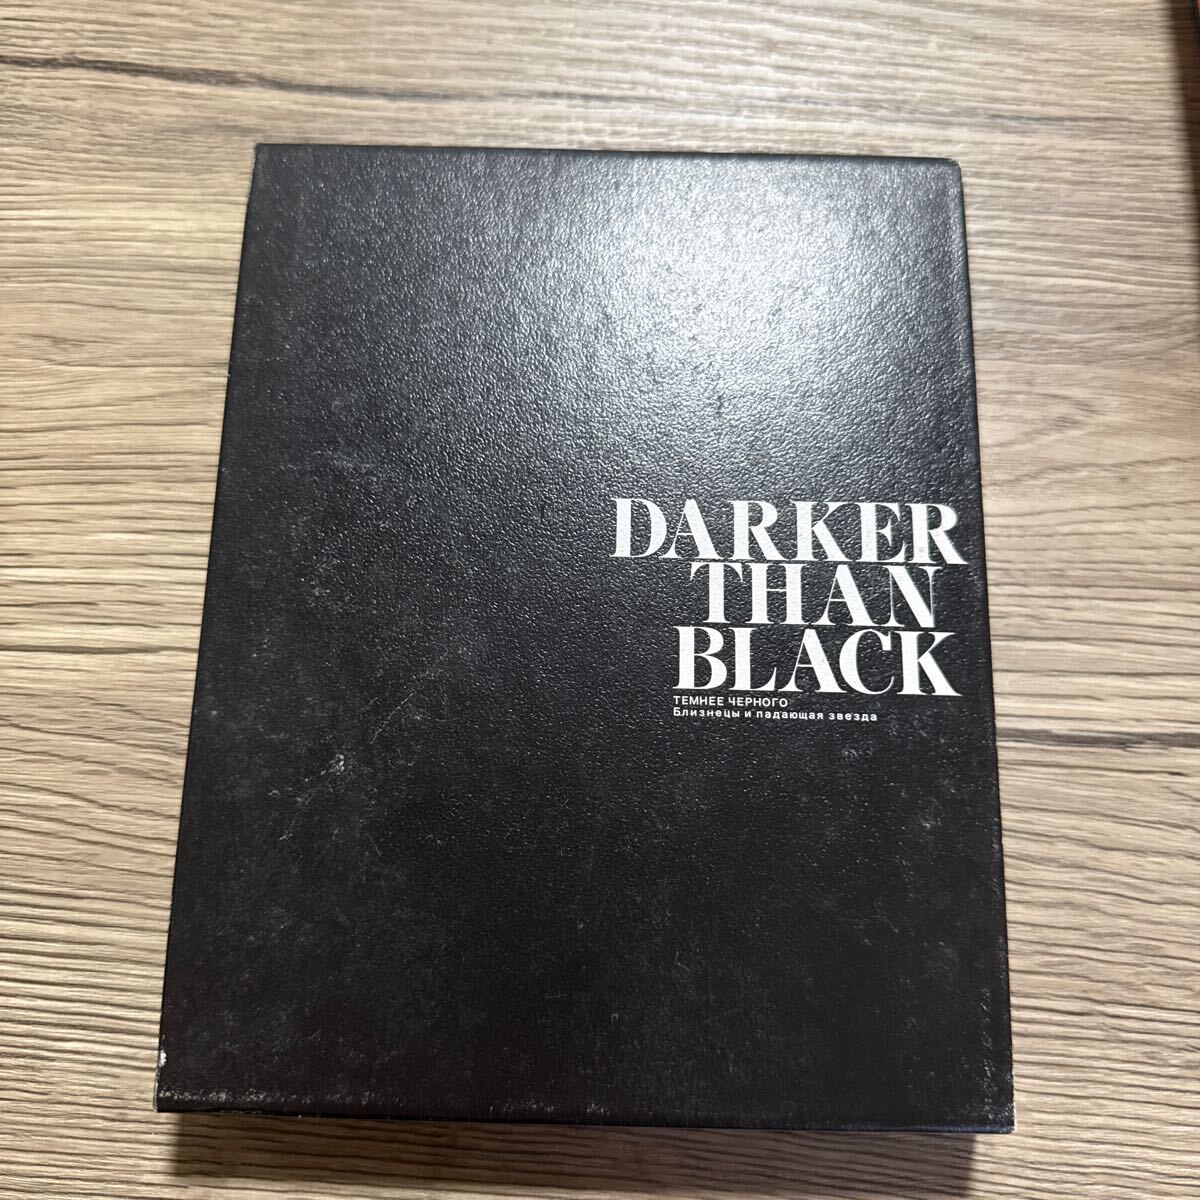 DARKER
THAN
BLACK
ТЕМНЕЕ ЧЕРНОГО
Близнецы и падающая звезда